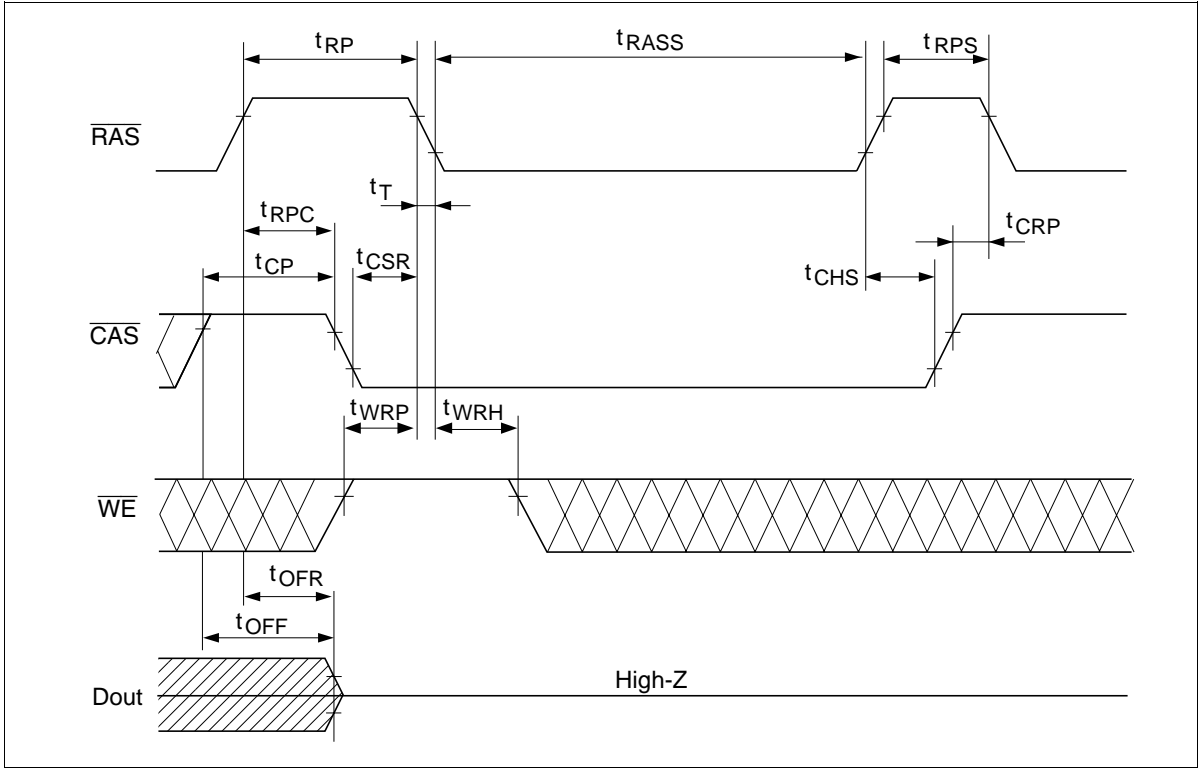 tRP
tRASS
tRPS
RAS
tT
tRPC
tCRP
tCP
tCSR
tCHS
CAS
tWRP
tWRH
WE
tOFR
tOFF
High-Z
Dout